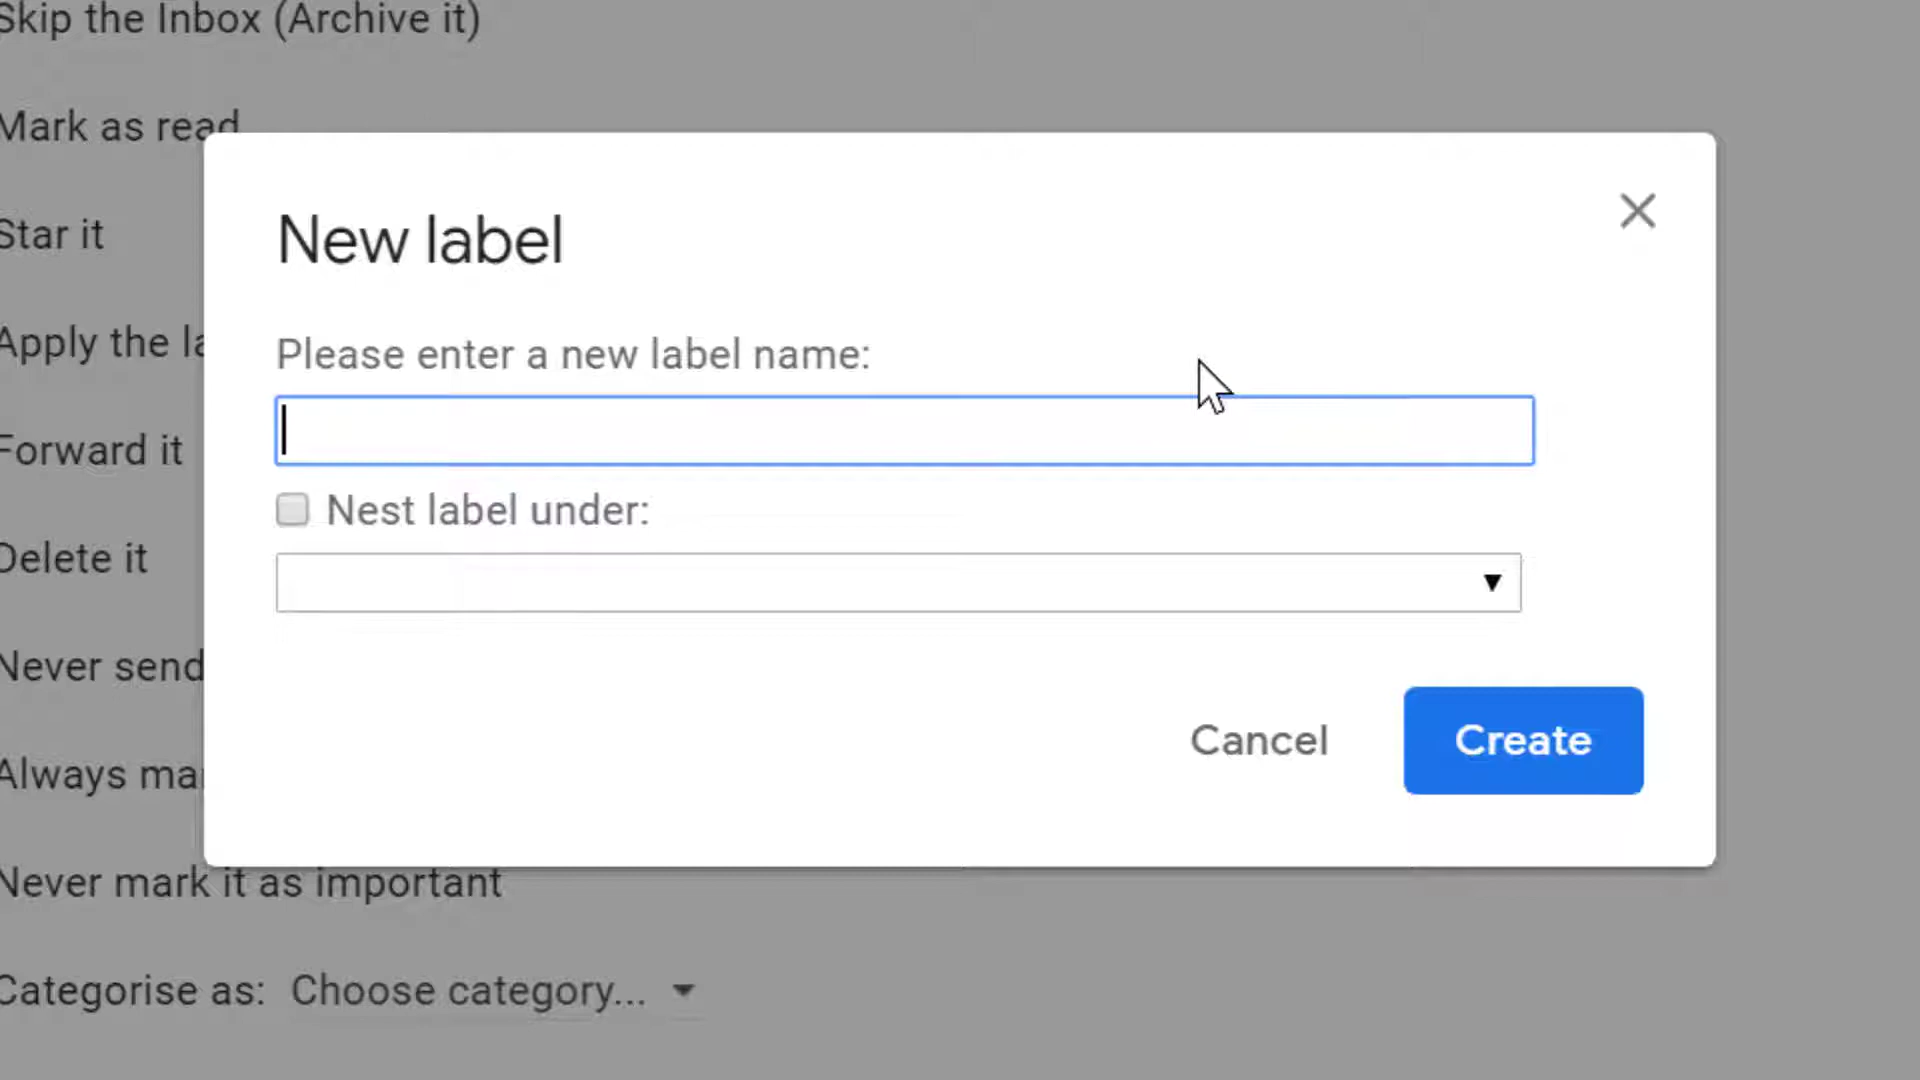 Skip the Inbox (Archive it)
Mark as read
Star it
Apply the la
Forward it
Delete it
Never send
Always mar
Never mark it as important
Categorise as: Choose category...
New label
Please enter a new label name:
Nest label under:
Cancel
Create